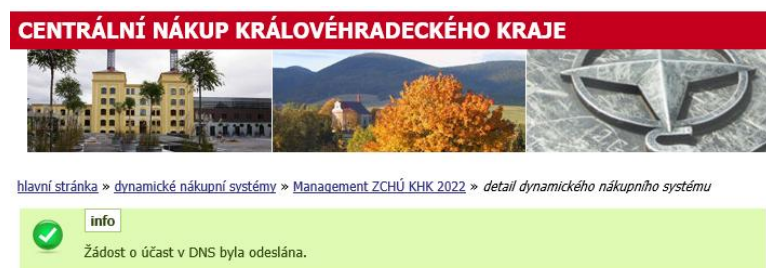 CENTRÁLNÍ NÁKUP KRÁLOVÉHRADECKÉHO KRAJE
hlavní stránka » dynamické nákupní systémy » Management ZCHÚ KHK 2022 » detail dynamického nákupního systému
info
Žádost o účast v DNS byla odeslána.